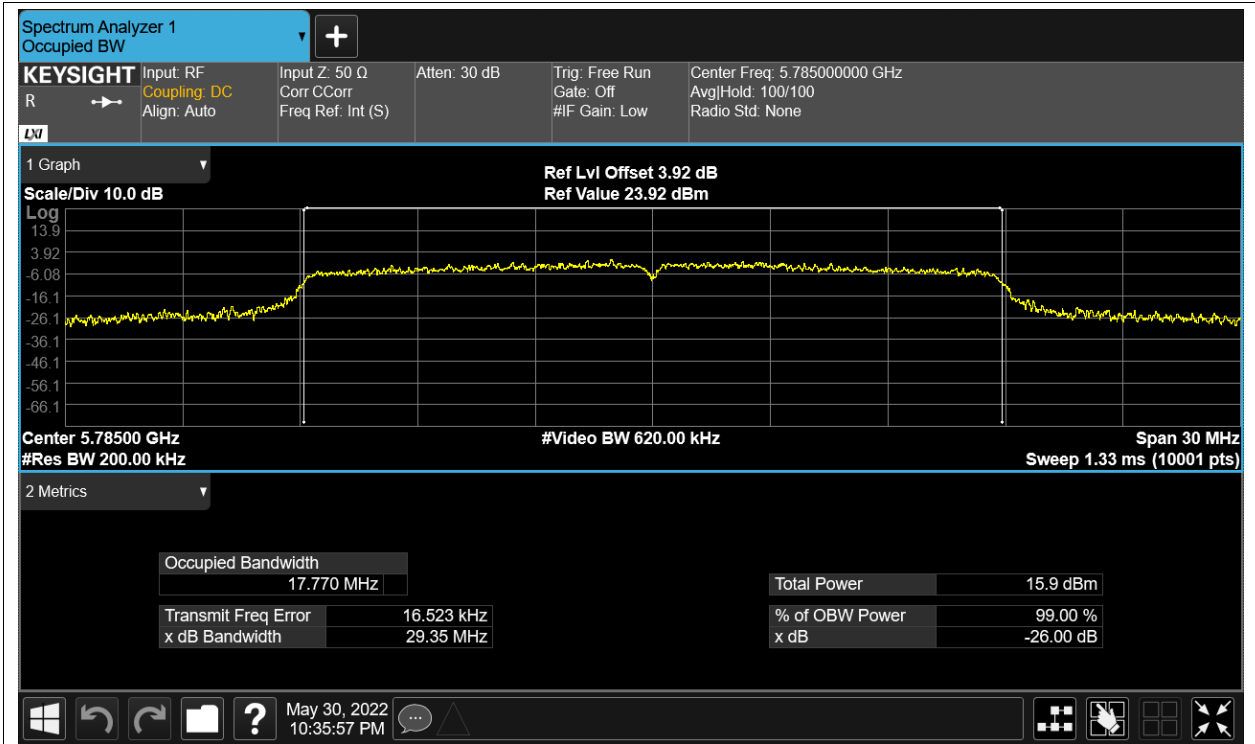 Spectrum Analyzer 1
Occupied BW
KEYSIGHT
R
LXI
Input: RF
Coupling: DC
Align: Auto
Input Z: 50 Ω
Corr CCorr
Freq Ref: Int (S)
Atten: 30 dB
Trig: Free Run
Gate: Off
#IF Gain: Low
Center Freq: 5.785000000 GHz
Avg|Hold: 100/100
Radio Std: None
1 Graph
Scale/Div 10.0 dB
Ref Lvl Offset 3.92 dB
Ref Value 23.92 dBm
Log
13.9
3.92
-6.08
-16.1
-26.1
-36.1
-46.1
-56.1
-66.1
Center 5.78500 GHz
#Video BW 620.00 kHz
Span 30 MHz
#Res BW 200.00 kHz
Sweep 1.33 ms (10001 pts)
2 Metrics
Occupied Bandwidth
17.770 MHz
Transmit Freq Error 16.523 kHz
x dB Bandwidth 29.35 MHz
Total Power 15.9 dBm
% of OBW Power 99.00 %
x dB -26.00 dB
?
May 30, 2022
10:35:57 PM